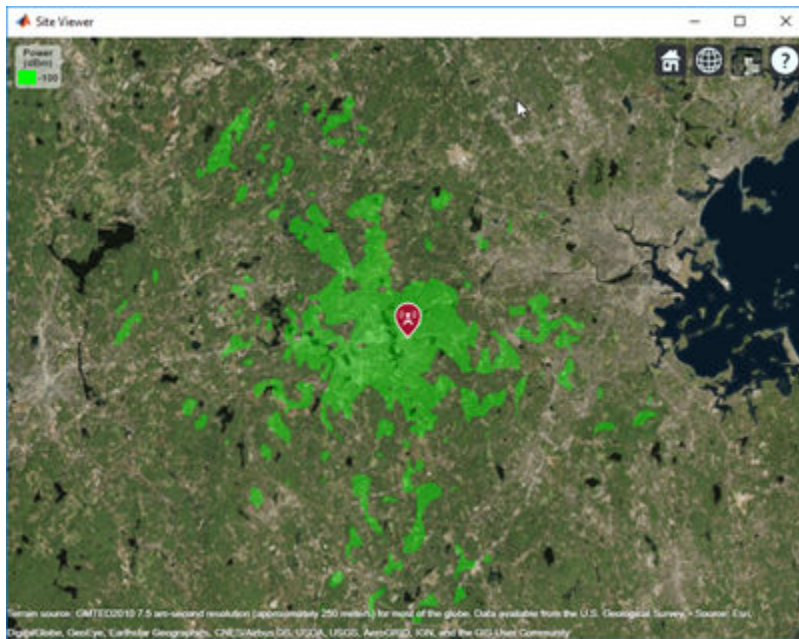 Site Viewer
Power
(dBm)
-100
?
Terrain source: GMTED2010 7.5 arc-second resolution (approximately 250 meters) for most of the globe. Data available from the U.S. Geological Survey. • Source: Esri,
DigitalGlobe, GeoEye, Earthstar Geographics, CNES/Airbus DS, USDA, USGS, AeroGRID, IGN, and the GIS User Community